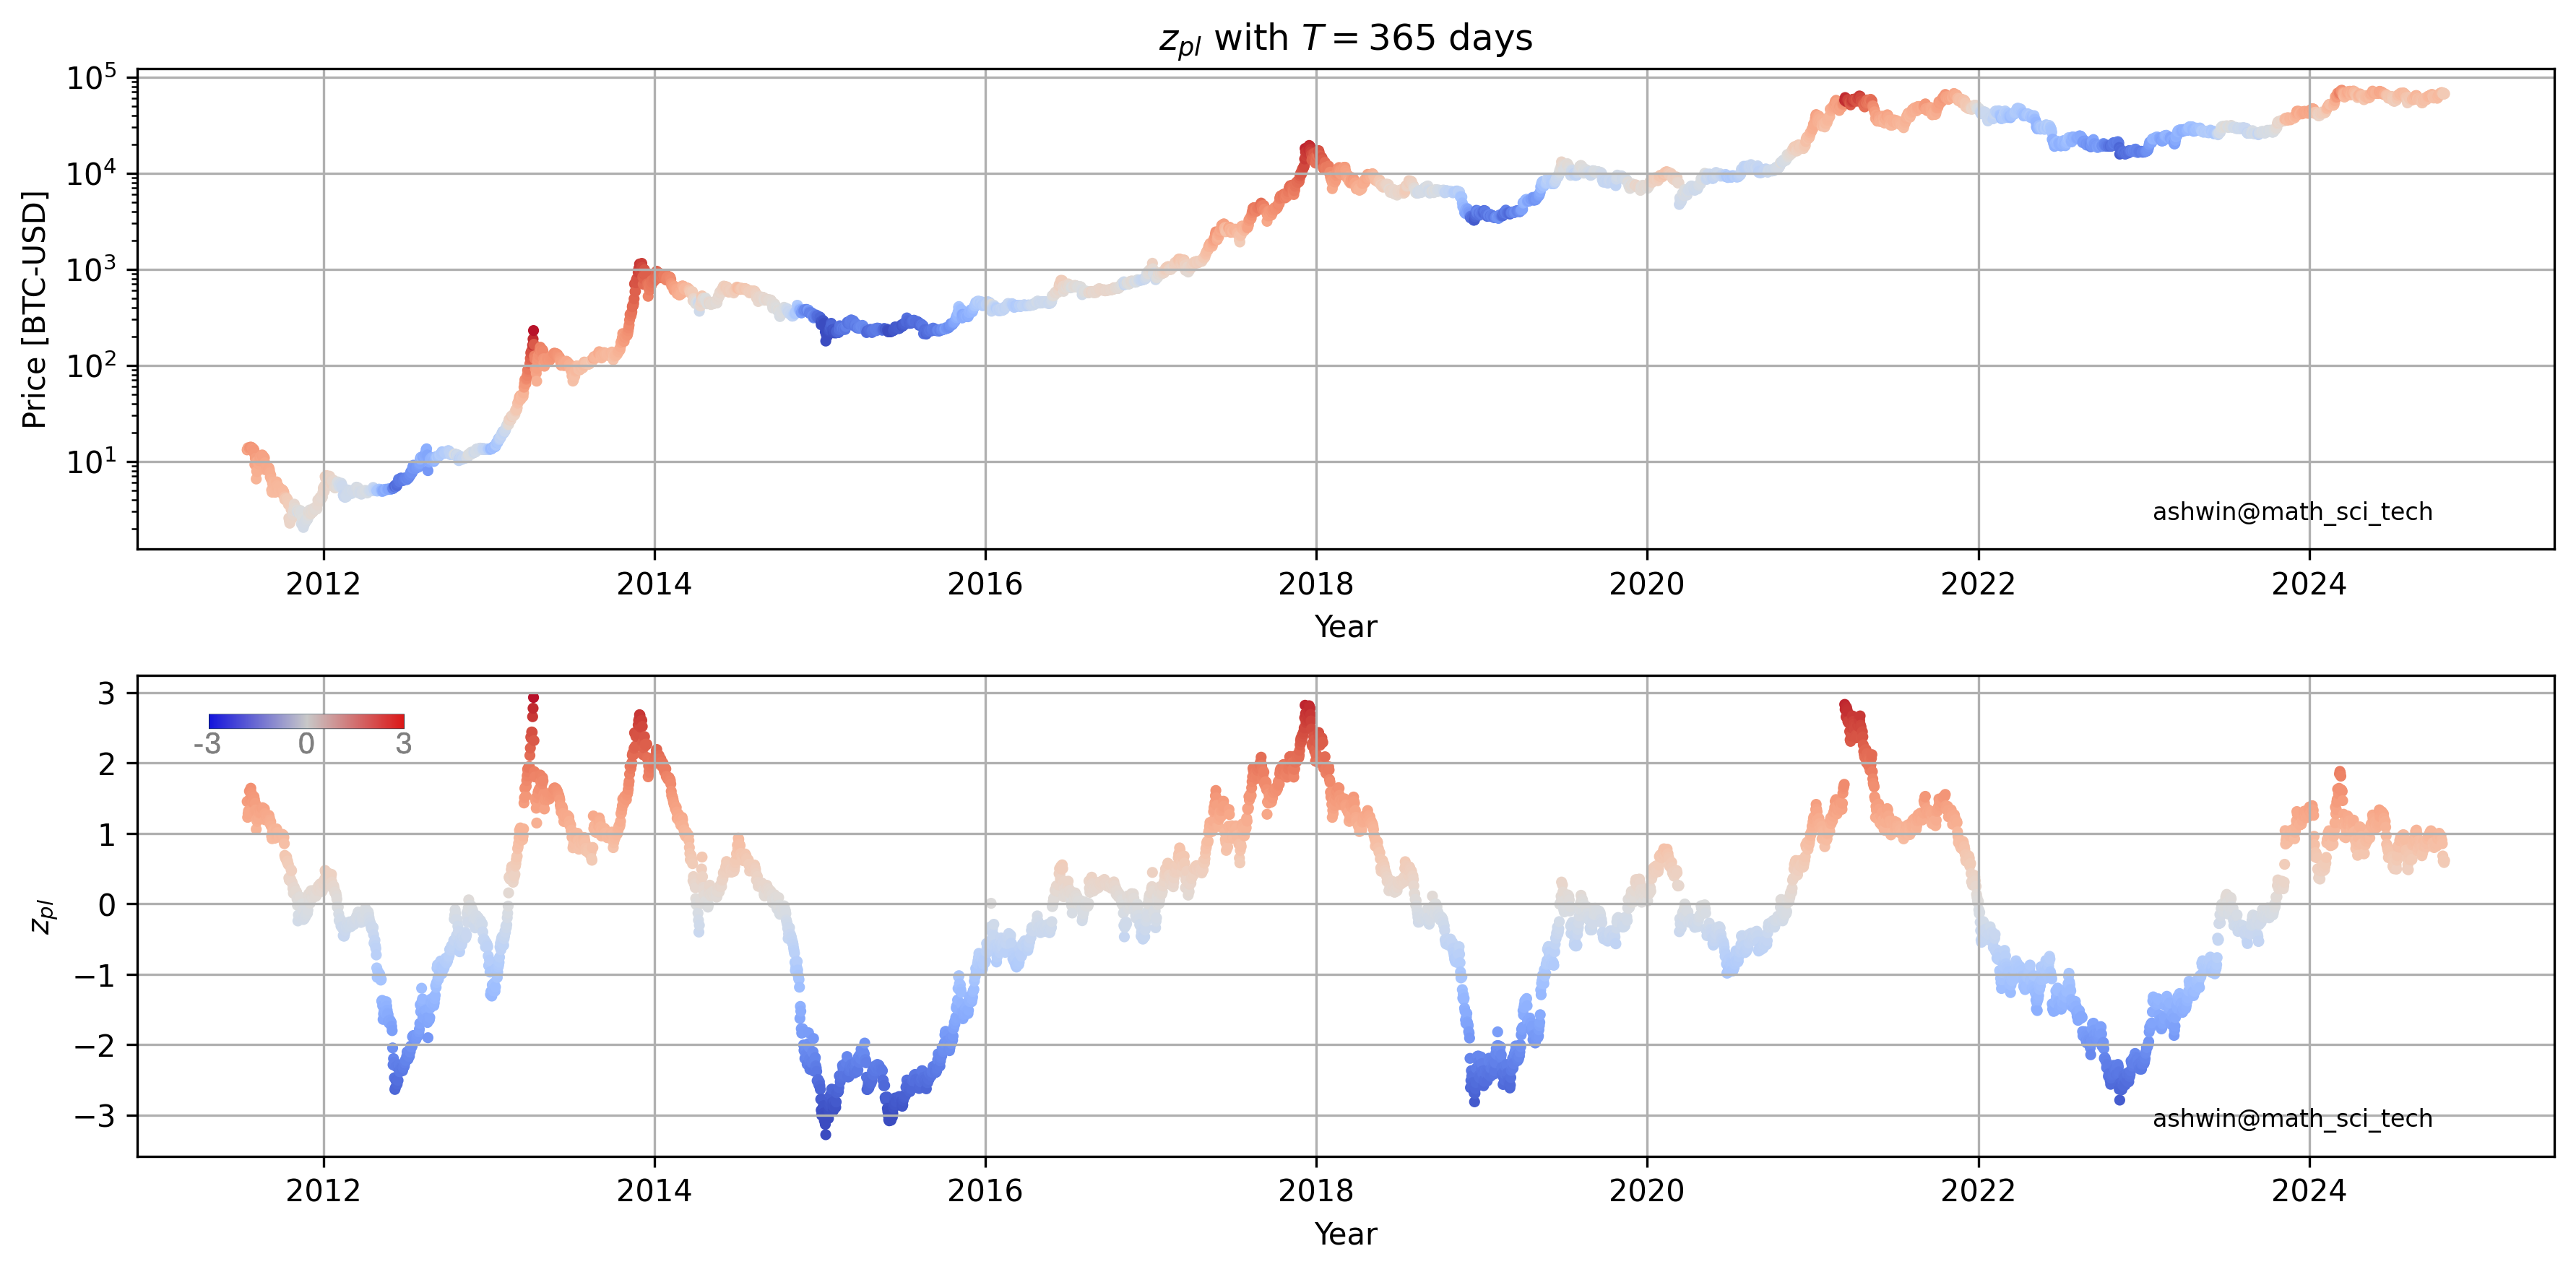 z_pl with T = 365 days
10^5
10^4
10^3
10^2
10^1
Price [BTC-USD]
ashwin@math_sci_tech
2012 2014 2016 2018 2020 2022 2024
Year
3
2
1
0
−1
−2
−3
z_pl
-3 0 3
ashwin@math_sci_tech
2012 2014 2016 2018 2020 2022 2024
Year